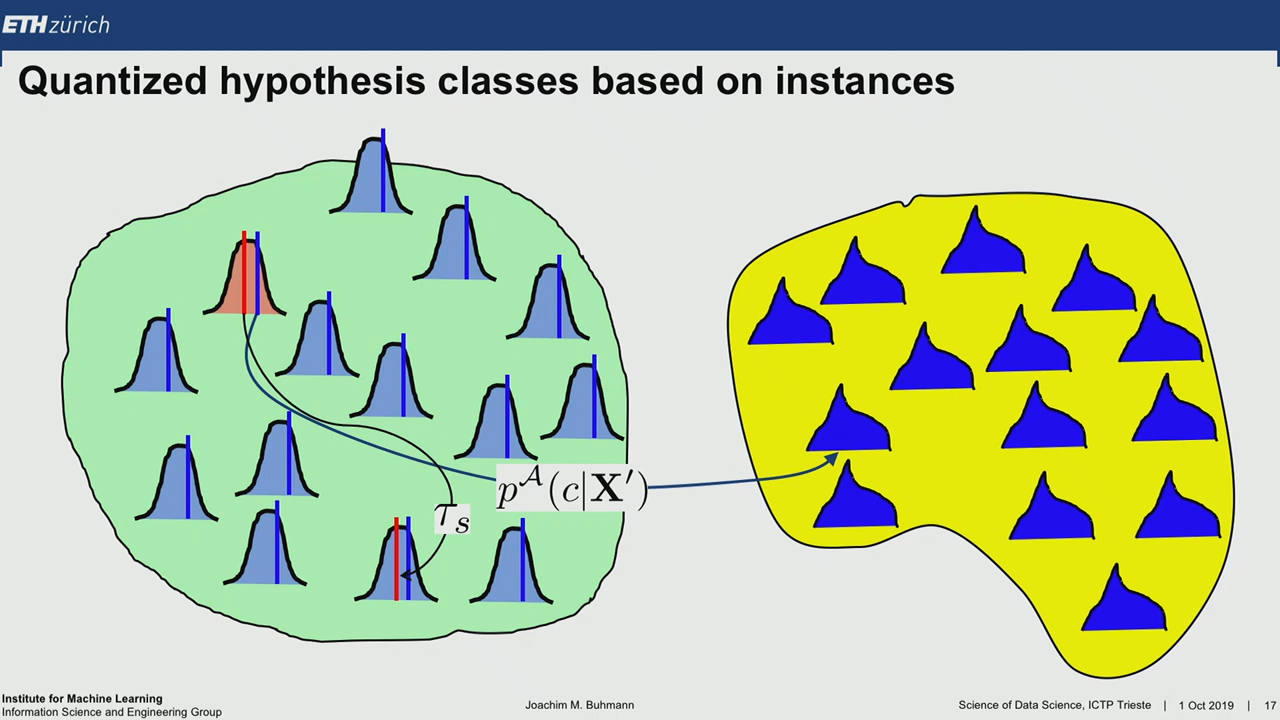 ETH zürich
Quantized hypothesis classes based on instances
p^A(c|X′)
τ_s
Institute for Machine Learning
Information Science and Engineering Group
Joachim M. Buhmann
Science of Data Science, ICTP Trieste | 1 Oct 2019 | 17